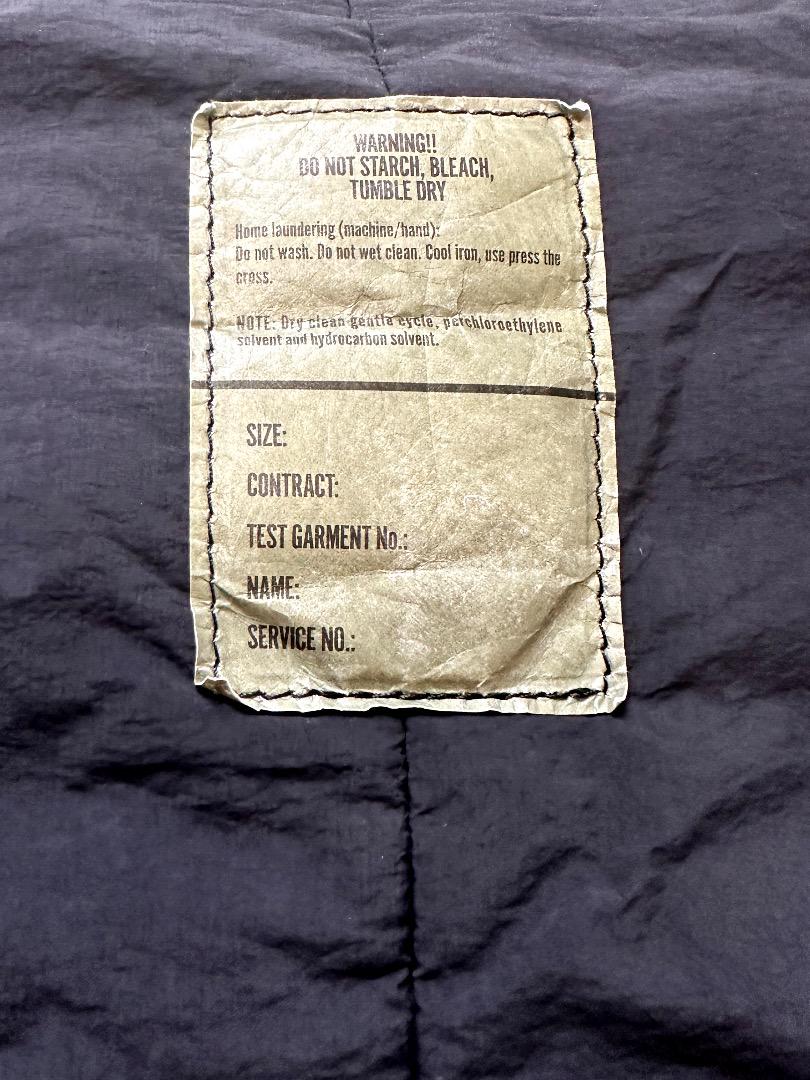 WARNING!!
DO NOT STARCH, BLEACH,
TUMBLE DRY
Home laundering (machine/hand):
Do not wash. Do not wet clean. Cool iron, use press the
cross.
NOTE: Dry clean gentle cycle, petchloroethylene
solvent and hydrocarbon solvent.
SIZE:
CONTRACT:
TEST GARMENT No.:
NAME:
SERVICE NO.: